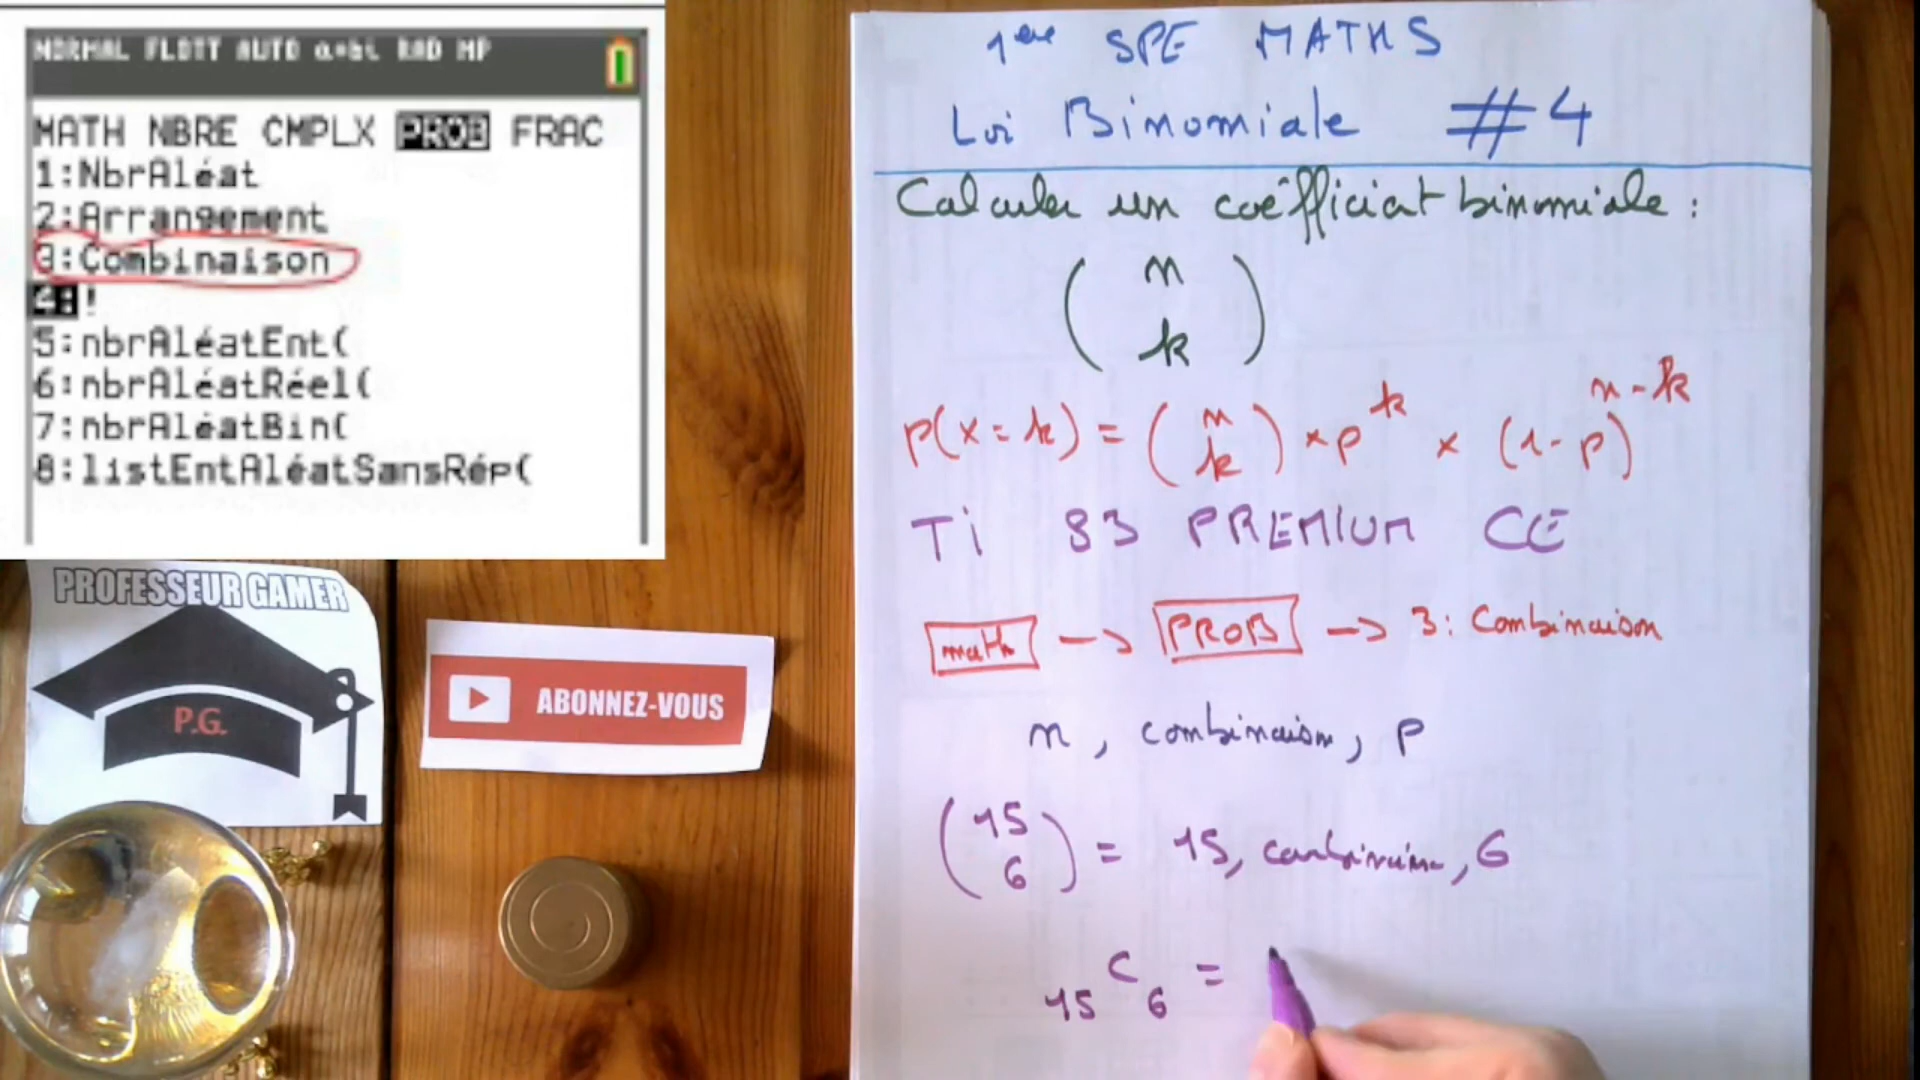 NORMAL FLOTT AUTO a+bi RAD MP
MATH NBRE CMPLX PROB FRAC
1:NbrAléat
2:Arrangement
3:Combinaison
4:!
5:nbrAléatEnt(
6:nbrAléatRéel(
7:nbrAléatBin(
8:listEntAléatSansRép(
PROFESSEUR GAMER
P.G.
ABONNEZ-VOUS
1ère SPE MATHS
Loi Binomiale #4
Calculer un coëfficient binomiale :
(n
k)
p(x=k) = (n k) × p^k × (1-p)^n-k
Ti 83 PREMIUM CE
math -> PROB -> 3: Combinaison
n, combinaison, p
(15 6) = 15, combinaison, 6
15 C 6 =